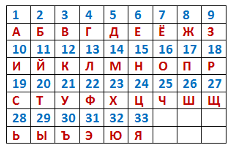 1 2 3 4 5 6 7 8 9
А Б В Г Д Е Ё Ж З
10 11 12 13 14 15 16 17 18
И Й К Л М Н О П Р
19 20 21 22 23 24 25 26 27
С Т У Ф Х Ц Ч Ш Щ
28 29 30 31 32 33
Ь Ы Ъ Э Ю Я